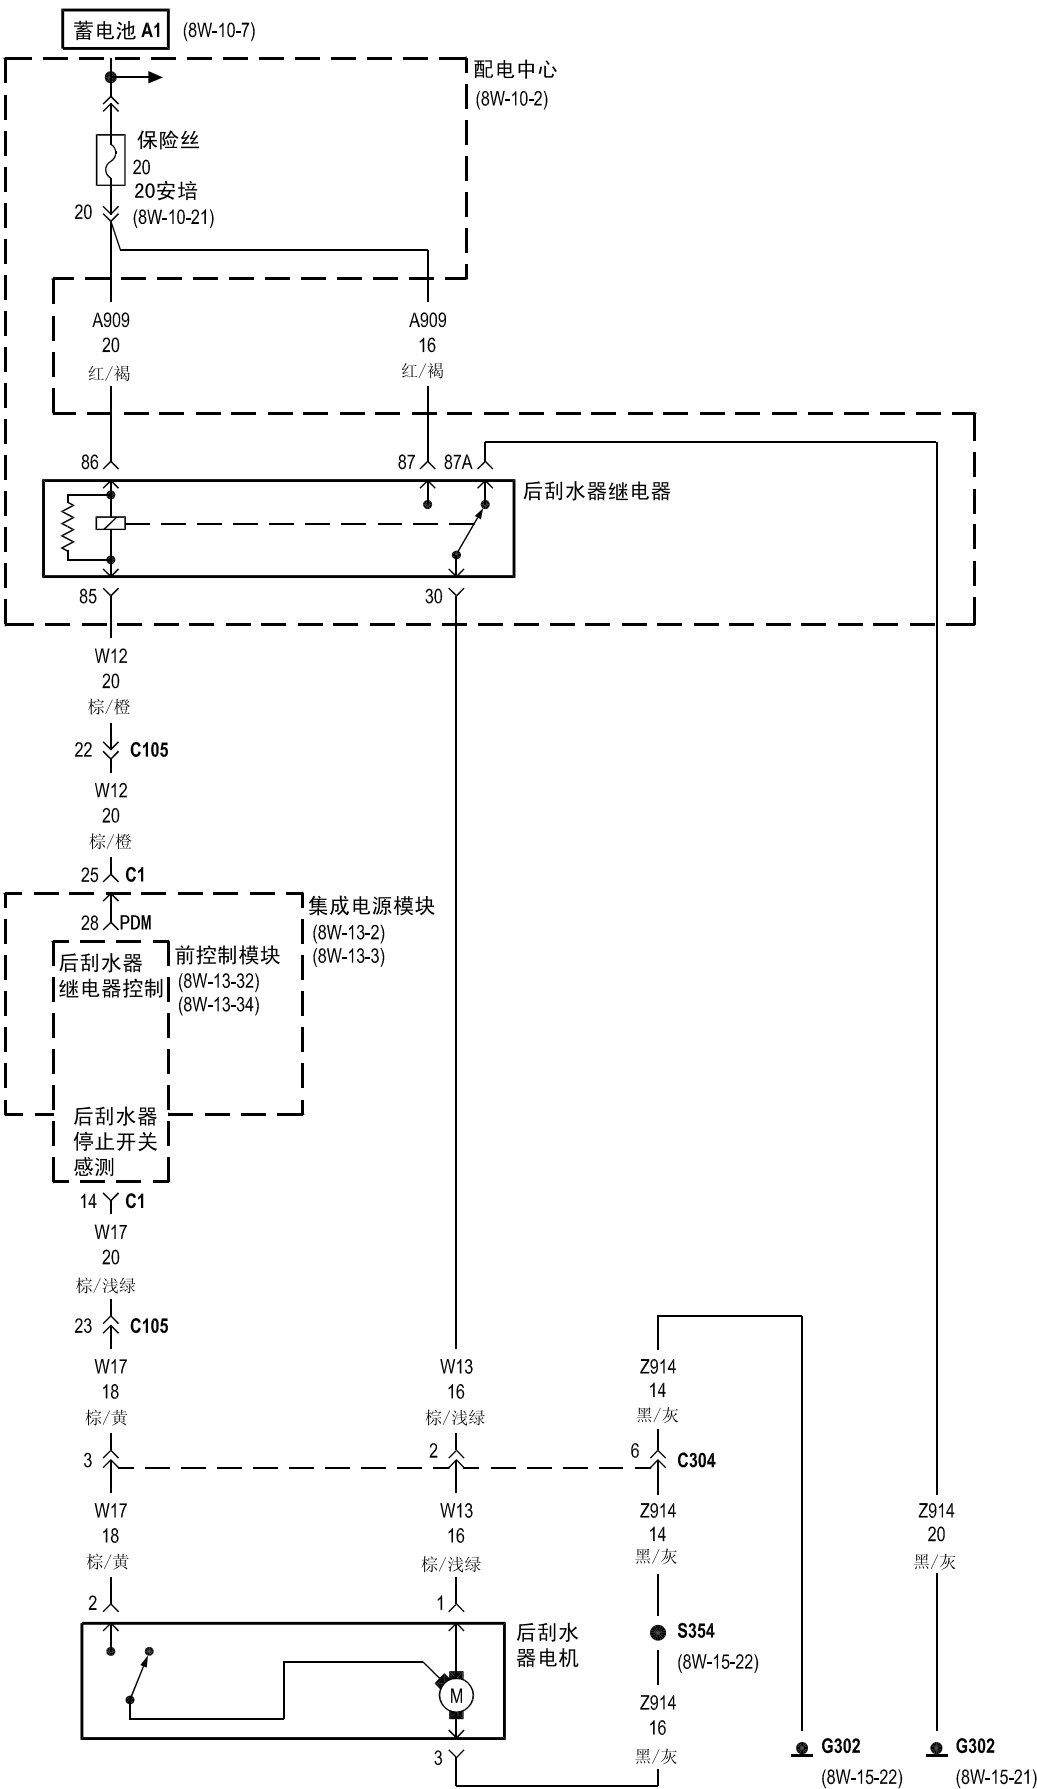 蓄电池 A1 (8W-10-7)
配电中心
(8W-10-2)
保险丝
20
20安培
20 (8W-10-21)
A909
20
红/褐
A909
16
红/褐
86 87 87A
后刮水器继电器
85 30
W12
20
棕/橙
22 C105
W12
20
棕/橙
25 C1
集成电源模块
(8W-13-2)
(8W-13-3)
28 PDM
前控制模块
(8W-13-32)
(8W-13-34)
后刮水器
继电器控制
后刮水器
停止开关
感测
14 C1
W17
20
棕/浅绿
23 C105
W17
18
棕/黄
W13
16
棕/浅绿
Z914
14
黑/灰
3 2 6 C304
W17
18
棕/黄
W13
16
棕/浅绿
Z914
14
黑/灰
Z914
20
黑/灰
2 1
后刮水
器电机
M
3
S354
(8W-15-22)
Z914
16
黑/灰
G302
(8W-15-22)
G302
(8W-15-21)